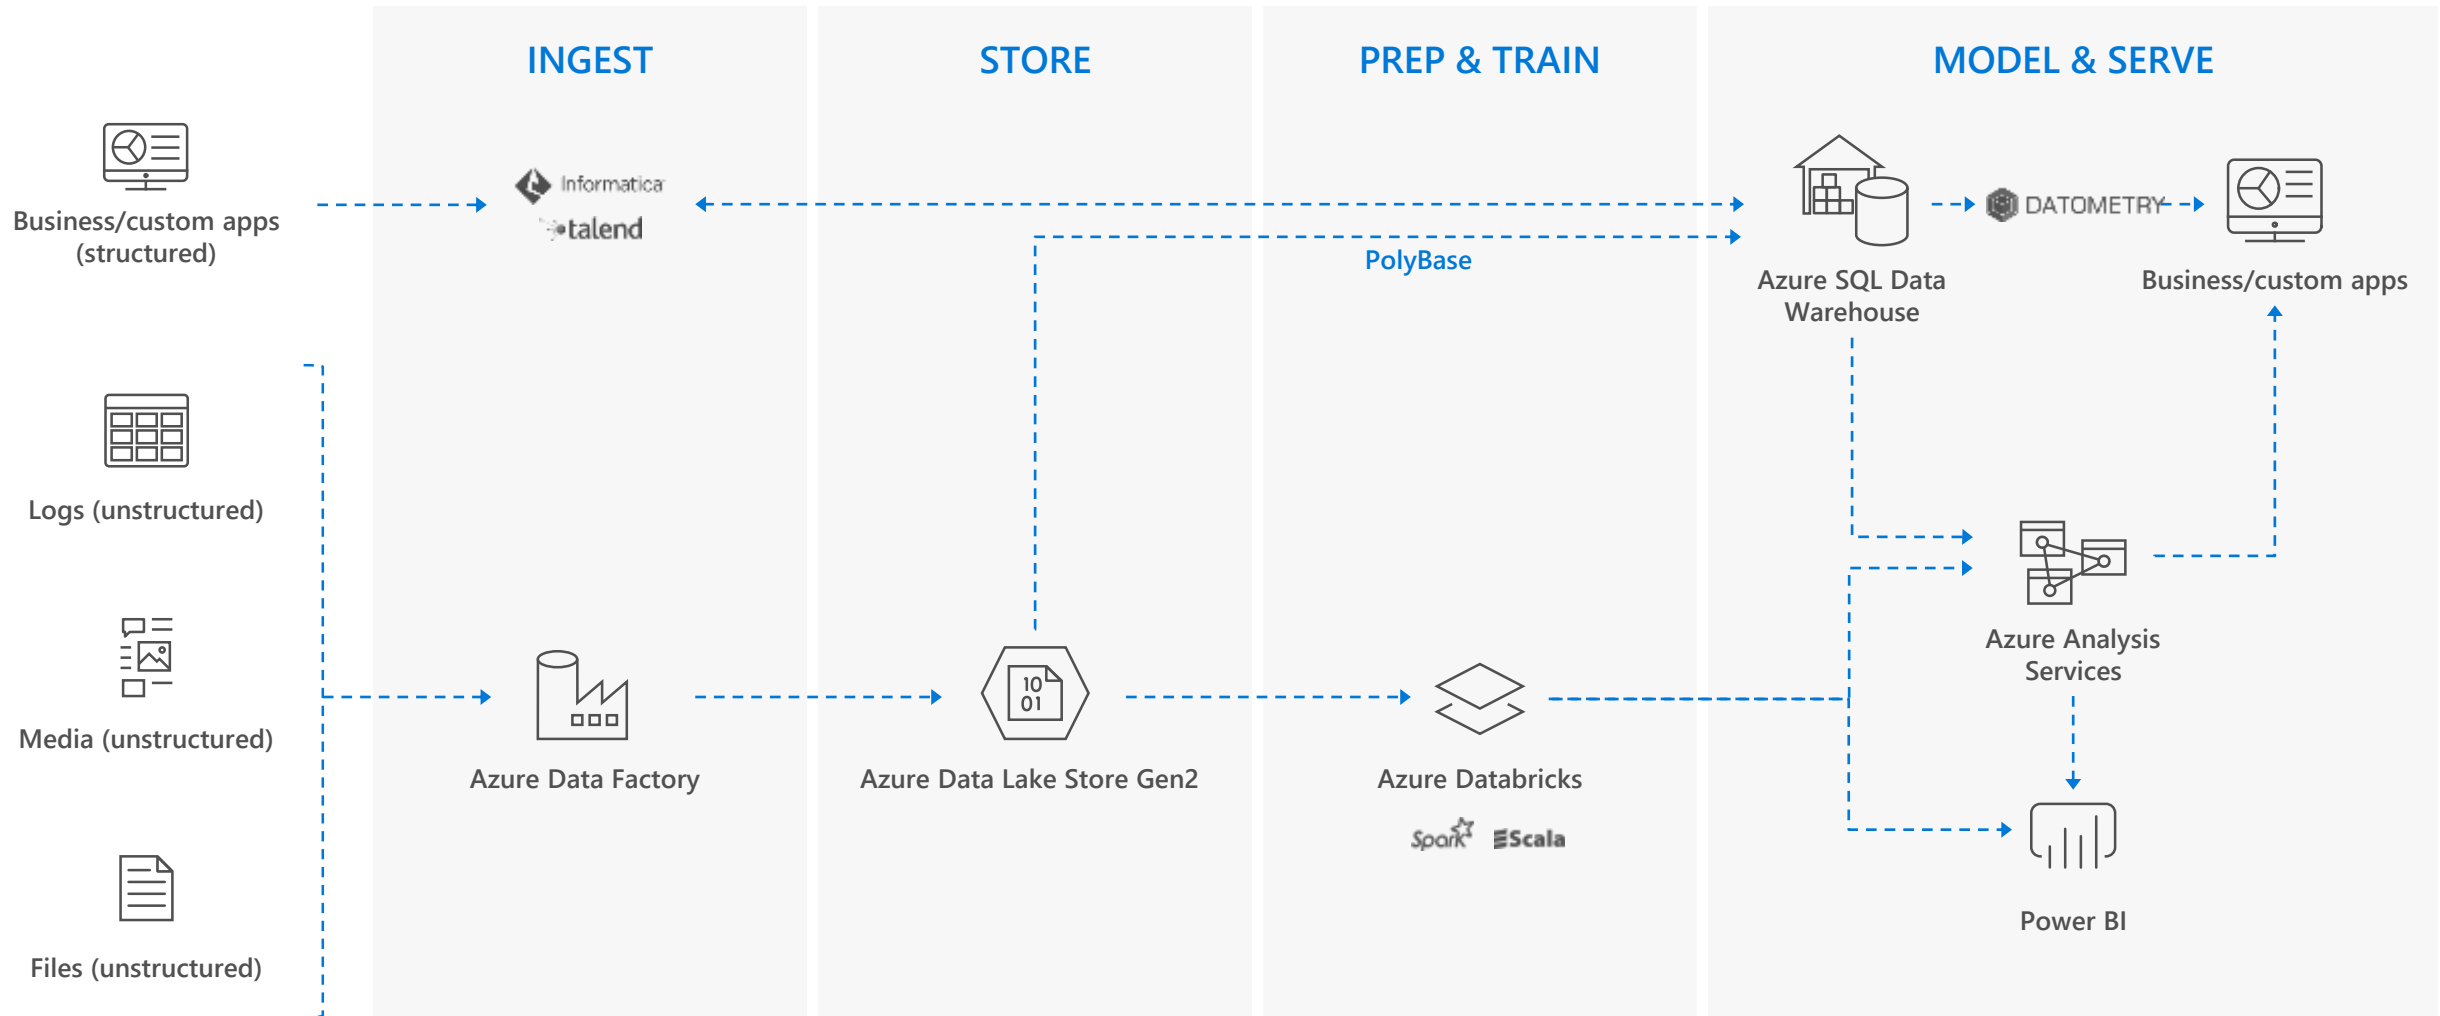 INGEST
STORE
PREP & TRAIN
MODEL & SERVE
Business/custom apps
(structured)
Informatica
talend
PolyBase
Azure SQL Data
Warehouse
DATOMETRY
Business/custom apps
Logs (unstructured)
Media (unstructured)
Files (unstructured)
Azure Data Factory
10
01
Azure Data Lake Store Gen2
Azure Databricks
Spark
Scala
Azure Analysis
Services
Power BI